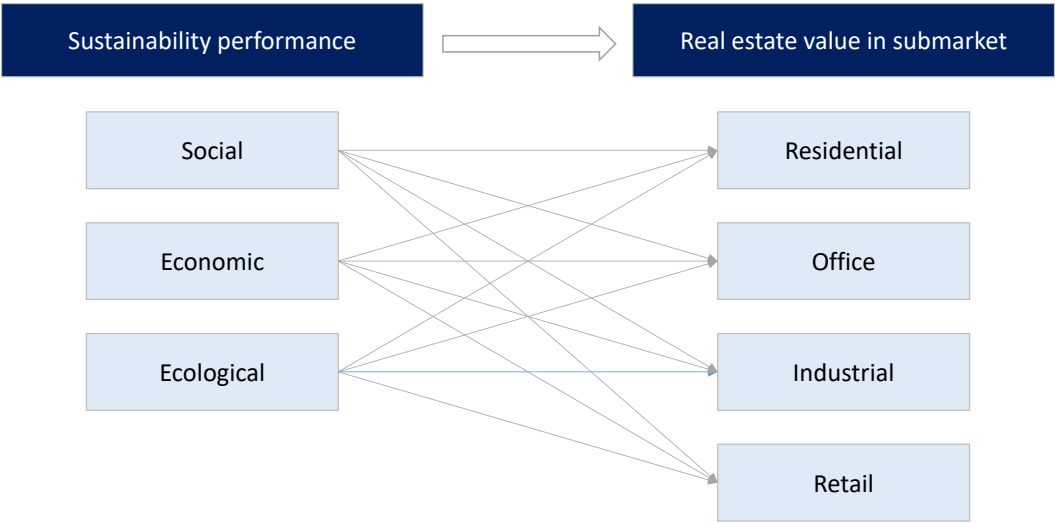 Sustainability performance
Real estate value in submarket
Social
Residential
Economic
Office
Ecological
Industrial
Retail